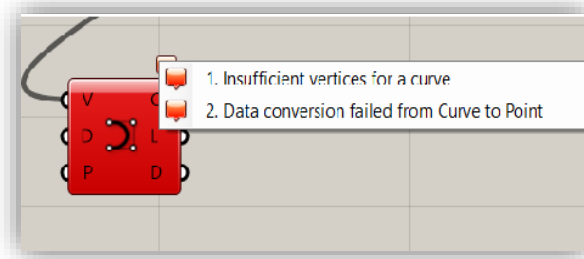 1. Insufficient vertices for a curve
2. Data conversion failed from Curve to Point
V
D L
P D